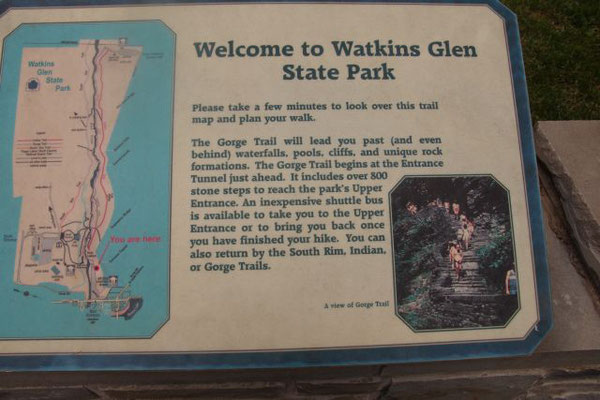 Watkins
Glen
State
Park
You are here
Welcome to Watkins Glen
State Park
Please take a few minutes to look over this trail
map and plan your walk.
The Gorge Trail will lead you past (and even
behind) waterfalls, pools, cliffs, and unique rock
formations. The Gorge Trail begins at the Entrance
Tunnel just ahead. It includes over 800
stone steps to reach the park's Upper
Entrance. An inexpensive shuttle bus
is available to take you to the Upper
Entrance or to bring you back once
you have finished your hike. You can
also return by the South Rim, Indian,
or Gorge Trails.
A view of Gorge Trail